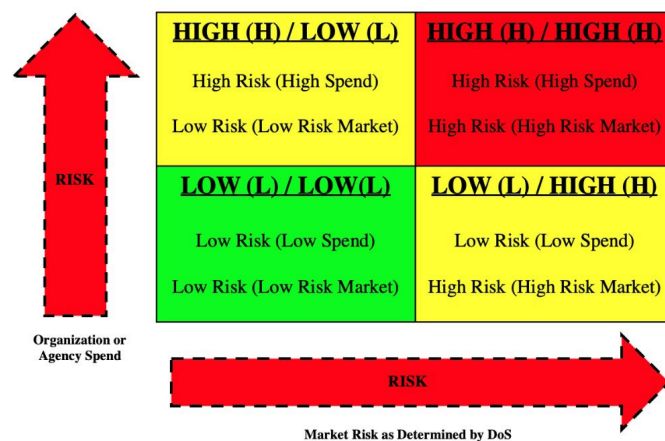 HIGH (H) / LOW (L)
High Risk (High Spend)
Low Risk (Low Risk Market)
HIGH (H) / HIGH (H)
High Risk (High Spend)
High Risk (High Risk Market)
RISK
LOW (L) / LOW(L)
Low Risk (Low Spend)
Low Risk (Low Risk Market)
LOW (L) / HIGH (H)
Low Risk (Low Spend)
High Risk (High Risk Market)
Organization or
Agency Spend
RISK
Market Risk as Determined by DoS